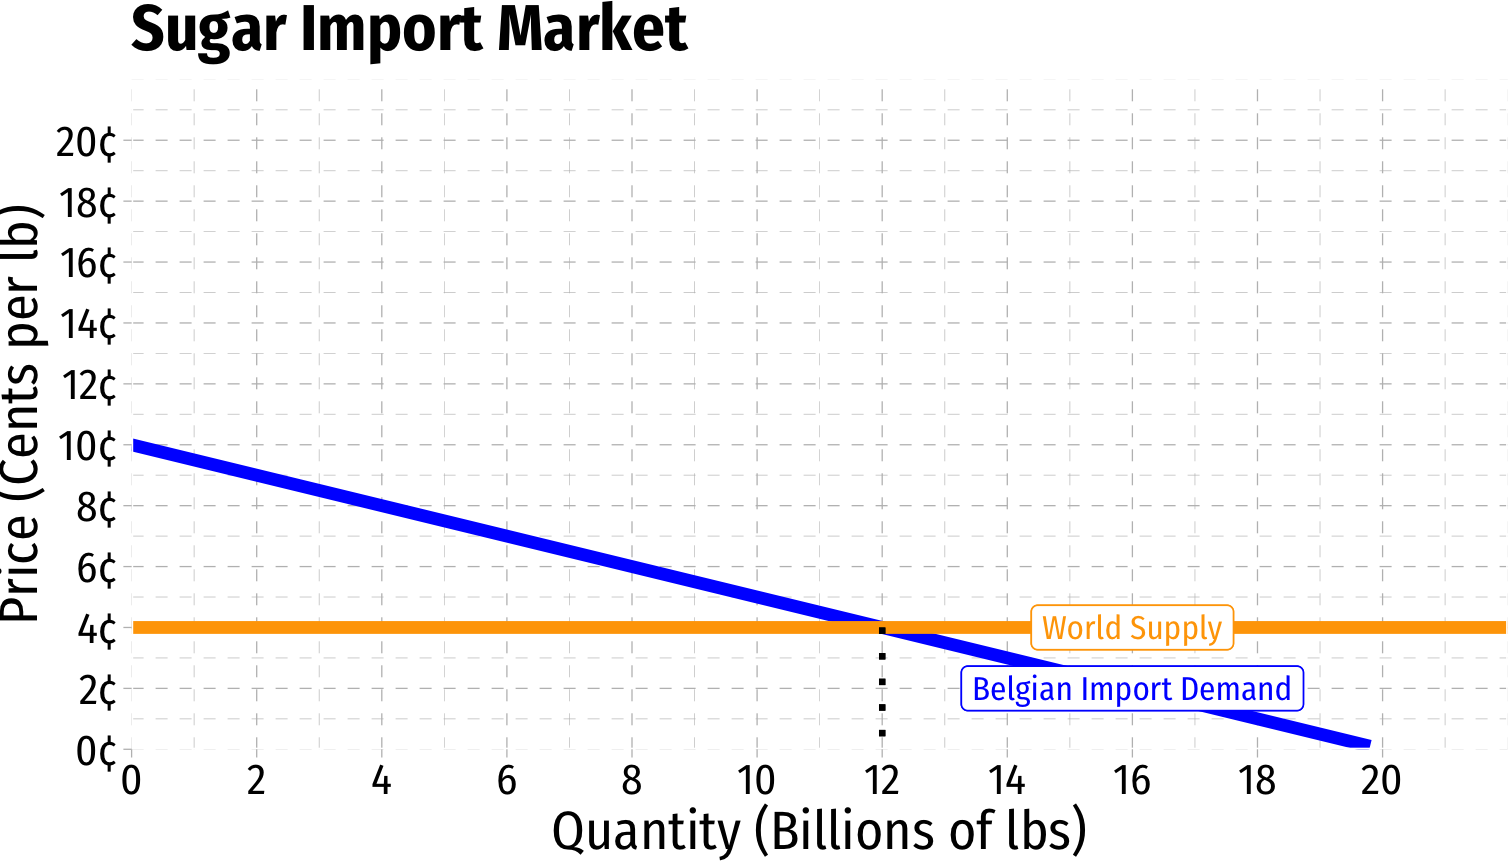 Sugar Import Market
Price (Cents per lb)
20¢
18¢
16¢
14¢
12¢
10¢
8¢
6¢
4¢
2¢
0¢
World Supply
Belgian Import Demand
0 2 4 6 8 10 12 14 16 18 20
Quantity (Billions of lbs)